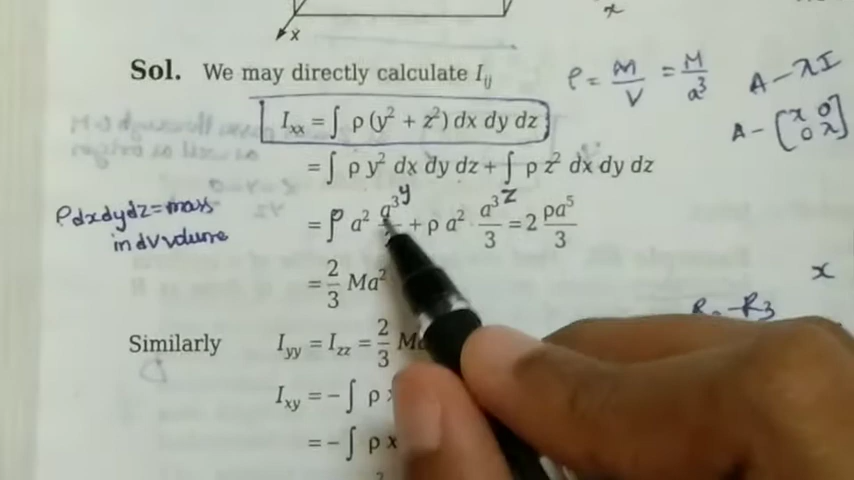 x
x
Sol. We may directly calculate I_ij
ρ = m/V = M/a³
A - λI
I_xx = ∫ ρ (y² + z²) dx dy dz
A - [λ 0
0 λ]
= ∫ ρ y² dx dy dz + ∫ ρ z² dx dy dz
ρdxdydz = mass
in dV volume
= ρ a² a³ y + ρ a² · a³/3 z = 2 ρa⁵/3
= 2/3 Ma²
x
Similarly I_yy = I_zz = 2/3 M
I_xy = - ∫ ρ
= - ∫ ρ x